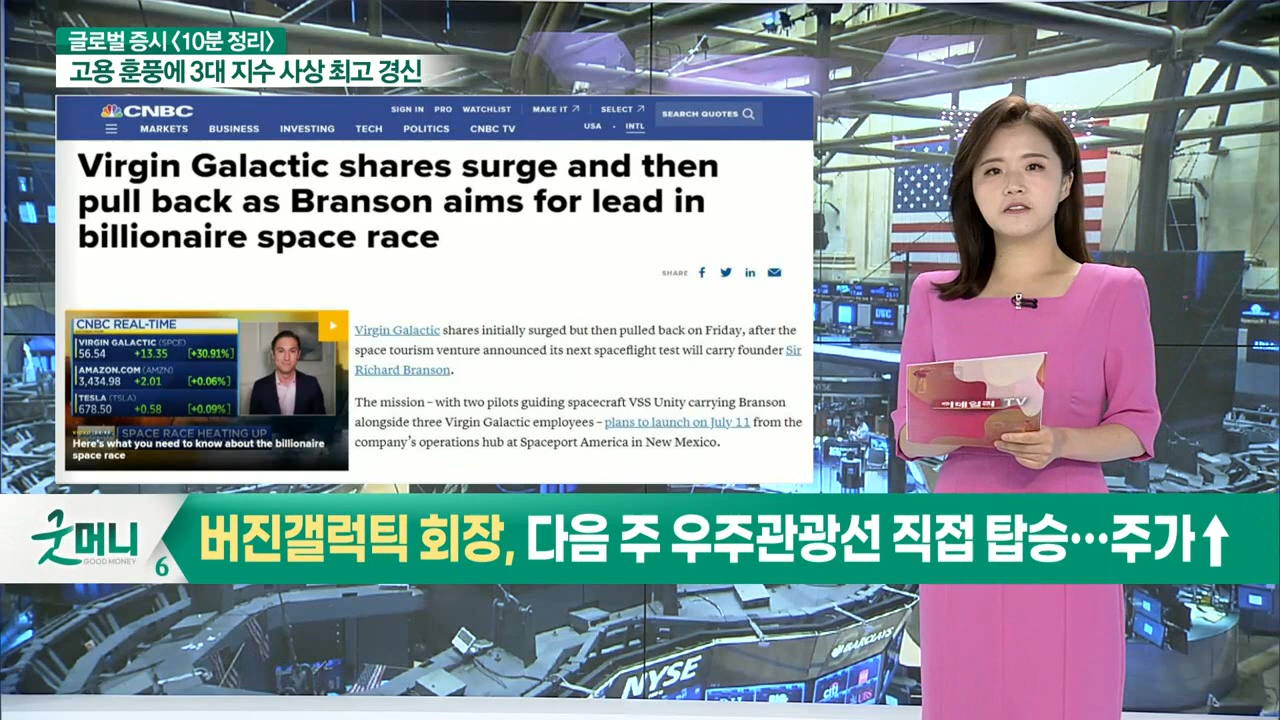 글로벌 증시 <10분 정리>
고용 훈풍에 3대 지수 사상 최고 경신
CNBC
SIGN IN PRO WATCHLIST MAKE IT SELECT
SEARCH QUOTES
USA · INTL
MARKETS BUSINESS INVESTING TECH POLITICS CNBC TV
Virgin Galactic shares surge and then
pull back as Branson aims for lead in
billionaire space race
SHARE
CNBC REAL-TIME
VIRGIN GALACTIC (SPCE)
56.54 +13.35 [+30.91%]
AMAZON.COM (AMZN)
3,434.98 +2.01 [+0.06%]
TESLA (TSLA)
678.50 +0.58 [+0.09%]
SPACE RACE HEATING UP
Here's what you need to know about the billionaire
space race
Virgin Galactic shares initially surged but then pulled back on Friday, after the
space tourism venture announced its next spaceflight test will carry founder Sir
Richard Branson.
The mission – with two pilots guiding spacecraft VSS Unity carrying Branson
alongside three Virgin Galactic employees – plans to launch on July 11 from the
company's operations hub at Spaceport America in New Mexico.
이데일리 TV
굿머니
GOOD MONEY
6
버진갤럭틱 회장, 다음 주 우주관광선 직접 탑승…주가↑
NYSE
BARCLAYS
citi
UBS